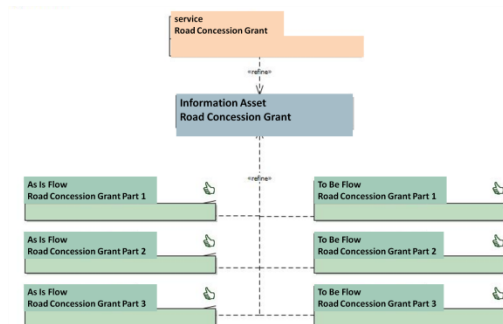 service
Road Concession Grant
«refine»
Information Asset
Road Concession Grant
«refine»
As Is Flow
Road Concession Grant Part 1
To Be Flow
Road Concession Grant Part 1
As Is Flow
Road Concession Grant Part 2
To Be Flow
Road Concession Grant Part 2
As Is Flow
Road Concession Grant Part 3
To Be Flow
Road Concession Grant Part 3